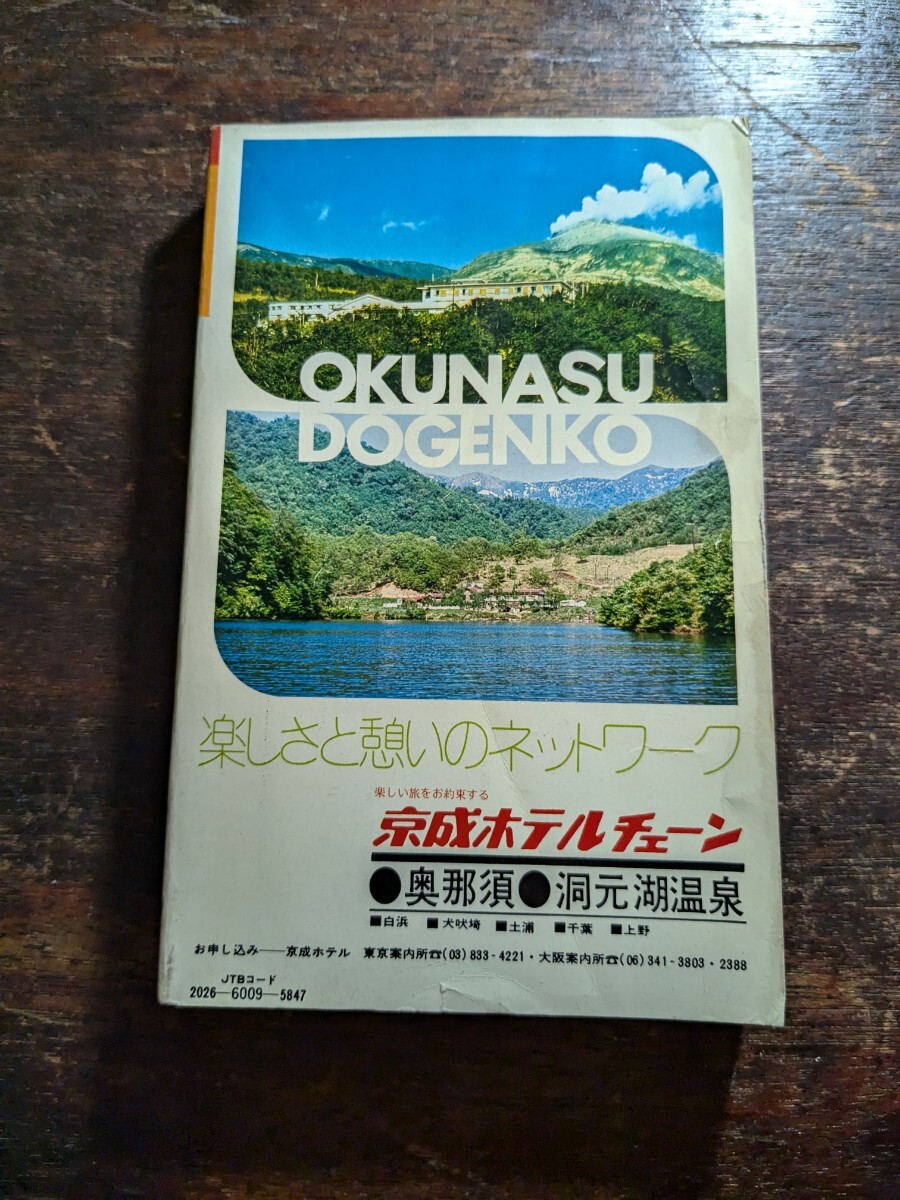 OKUNASU
DOGENKO
楽しさと憩いのネットワーク
楽しい旅をお約束する
京成ホテルチェーン
●奥那須●洞元湖温泉
■白浜 ■犬吠埼 ■土浦 ■千葉 ■上野
お申し込み――京成ホテル 東京案内所☎(03)833-4221・大阪案内所☎(06)341-3803・2388
JTBコード
2026―6009―5847